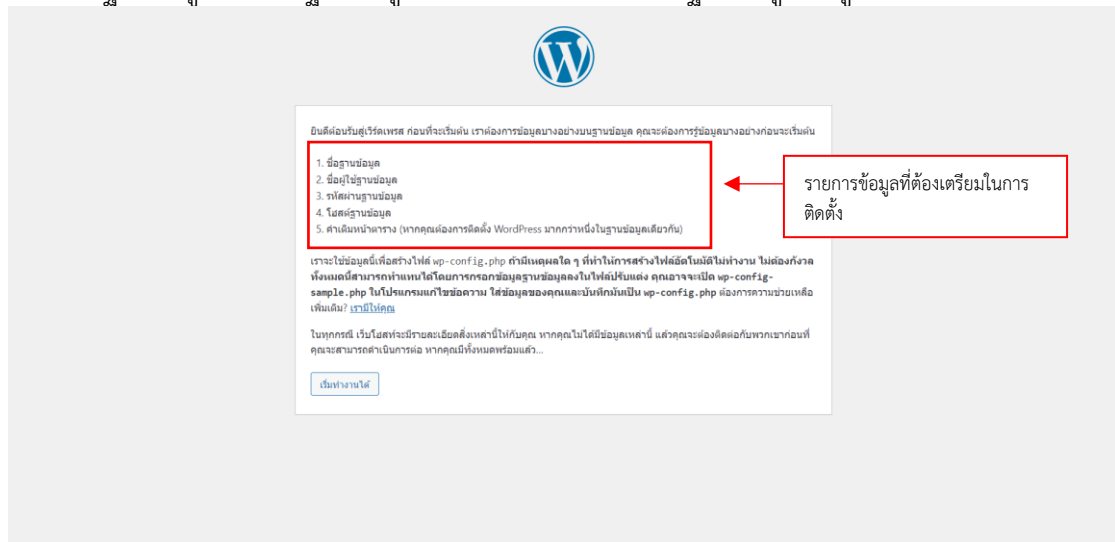 ยินดีต้อนรับสู่เวิร์ดเพรส ก่อนที่จะเริ่มต้น เราต้องการข้อมูลบางอย่างบนฐานข้อมูล คุณจะต้องการรู้ข้อมูลบางอย่างก่อนจะเริ่มต้น
1. ชื่อฐานข้อมูล
2. ชื่อผู้ใช้ฐานข้อมูล
3. รหัสผ่านฐานข้อมูล
4. โฮสต์ฐานข้อมูล
5. คำเติมหน้าตาราง (หากคุณต้องการติดตั้ง WordPress มากกว่าหนึ่งในฐานข้อมูลเดียวกัน)
รายการข้อมูลที่ต้องเตรียมในการ
ติดตั้ง
เราจะใช้ข้อมูลนี้เพื่อสร้างไฟล์ wp-config.php ถ้ามีเหตุผลใด ๆ ที่ทำให้การสร้างไฟล์อัตโนมัติไม่ทำงาน ไม่ต้องกังวล
ทั้งหมดนี้สามารถทำแทนได้โดยการกรอกข้อมูลฐานข้อมูลลงในไฟล์ปรับแต่ง คุณอาจจะเปิด wp-config-
sample.php ในโปรแกรมแก้ไขข้อความ ใส่ข้อมูลของคุณและบันทึกมันเป็น wp-config.php ต้องการความช่วยเหลือ
เพิ่มเติม? เรามีให้คุณ
ในทุกกรณี เว็บโฮสท์จะมีรายละเอียดสิ่งเหล่านี้ให้กับคุณ หากคุณไม่ได้มีข้อมูลเหล่านี้ แล้วคุณจะต้องติดต่อกับพวกเขาก่อนที่
คุณจะสามารถดำเนินการต่อ หากคุณมีทั้งหมดพร้อมแล้ว...
เริ่มทำงานได้